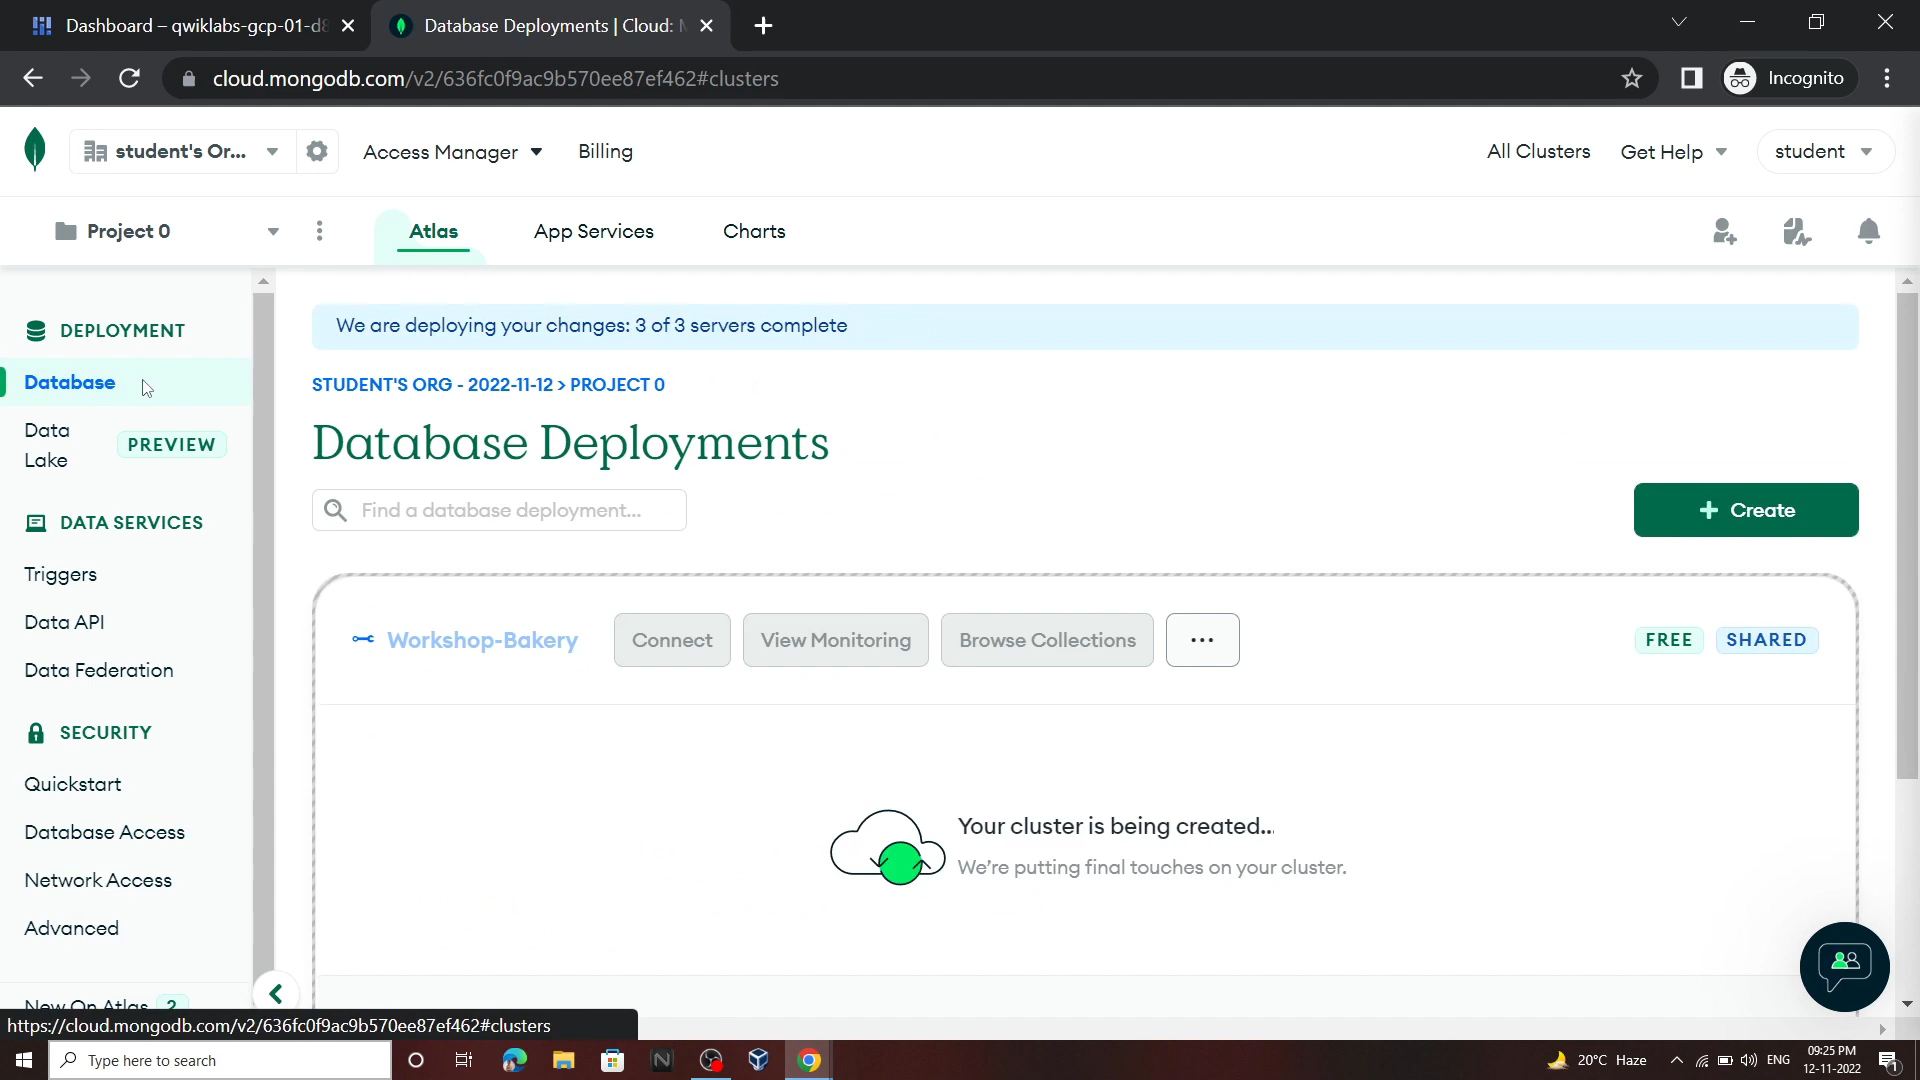 Dashboard – qwiklabs-gcp-01-d8
Database Deployments | Cloud: M
cloud.mongodb.com/v2/636fc0f9ac9b570ee87ef462#clusters
Incognito
student's Or...
Access Manager
Billing
All Clusters
Get Help
student
Project 0
Atlas
App Services
Charts
DEPLOYMENT
Database
Data Lake
PREVIEW
DATA SERVICES
Triggers
Data API
Data Federation
SECURITY
Quickstart
Database Access
Network Access
Advanced
New On Atlas 2
We are deploying your changes: 3 of 3 servers complete
STUDENT'S ORG - 2022-11-12 > PROJECT 0
Database Deployments
Find a database deployment...
+ Create
Workshop-Bakery
Connect
View Monitoring
Browse Collections
...
FREE
SHARED
Your cluster is being created...
We're putting final touches on your cluster.
https://cloud.mongodb.com/v2/636fc0f9ac9b570ee87ef462#clusters
Type here to search
20°C Haze
ENG
09:25 PM
12-11-2022
1